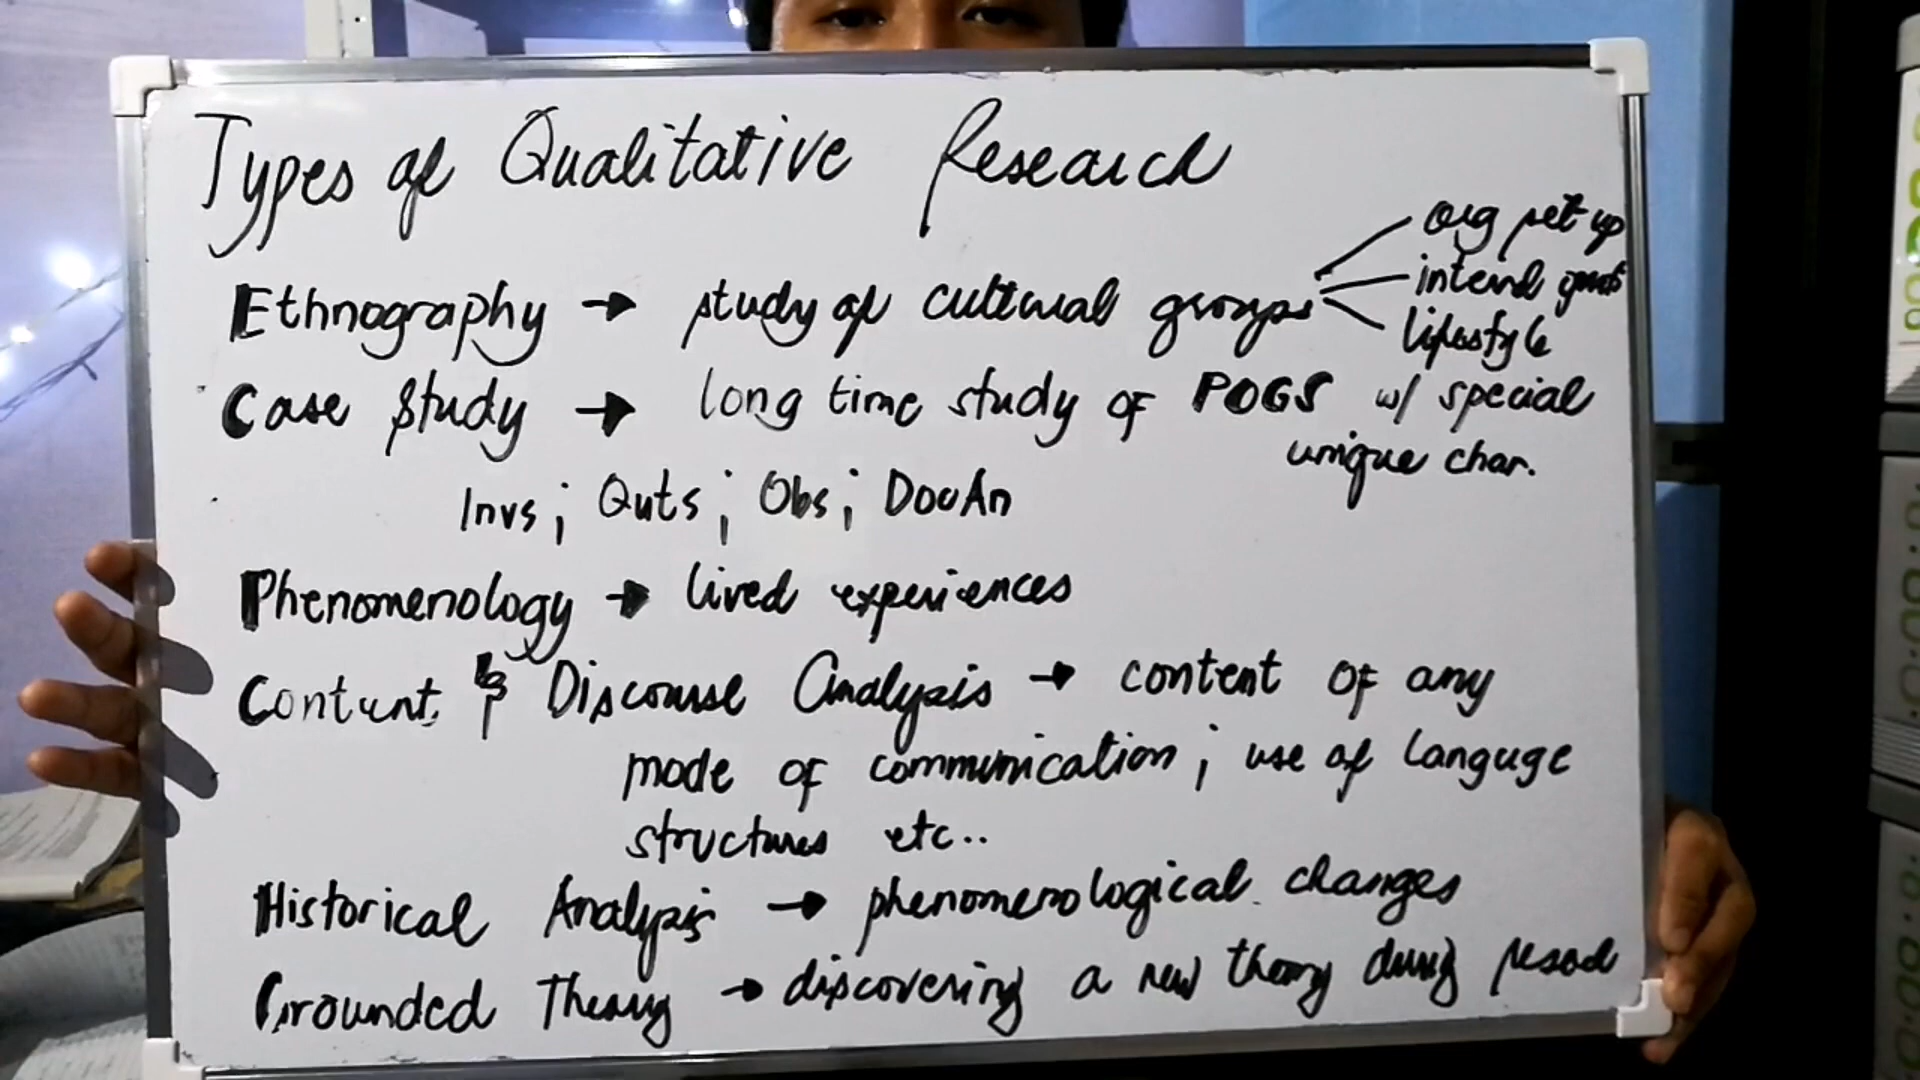 Types of Qualitative Research
Ethnography → study of cultural groups
org set up
intend
lifestyle
Case Study → long time study of POGS w/ special
unique char.
Invs; Quts; Obs; DocAn
Phenomenology → lived experiences
Content & Discourse Analysis → content of any
mode of communication; use of languge
structures etc..
Historical Analysis → phenomenological changes
Grounded Theory → discovering a new theory during